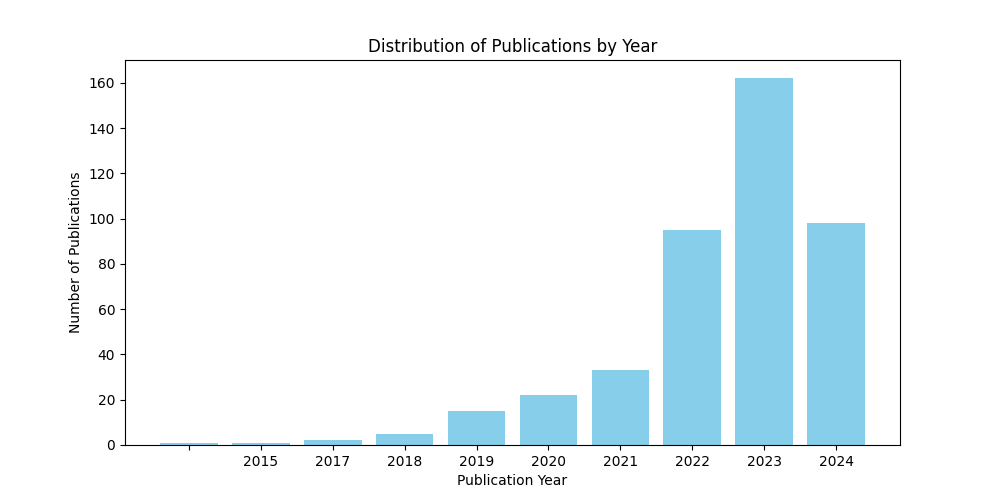 Distribution of Publications by Year
Number of Publications
160
140
120
100
80
60
40
20
0
2015 2017 2018 2019 2020 2021 2022 2023 2024
Publication Year